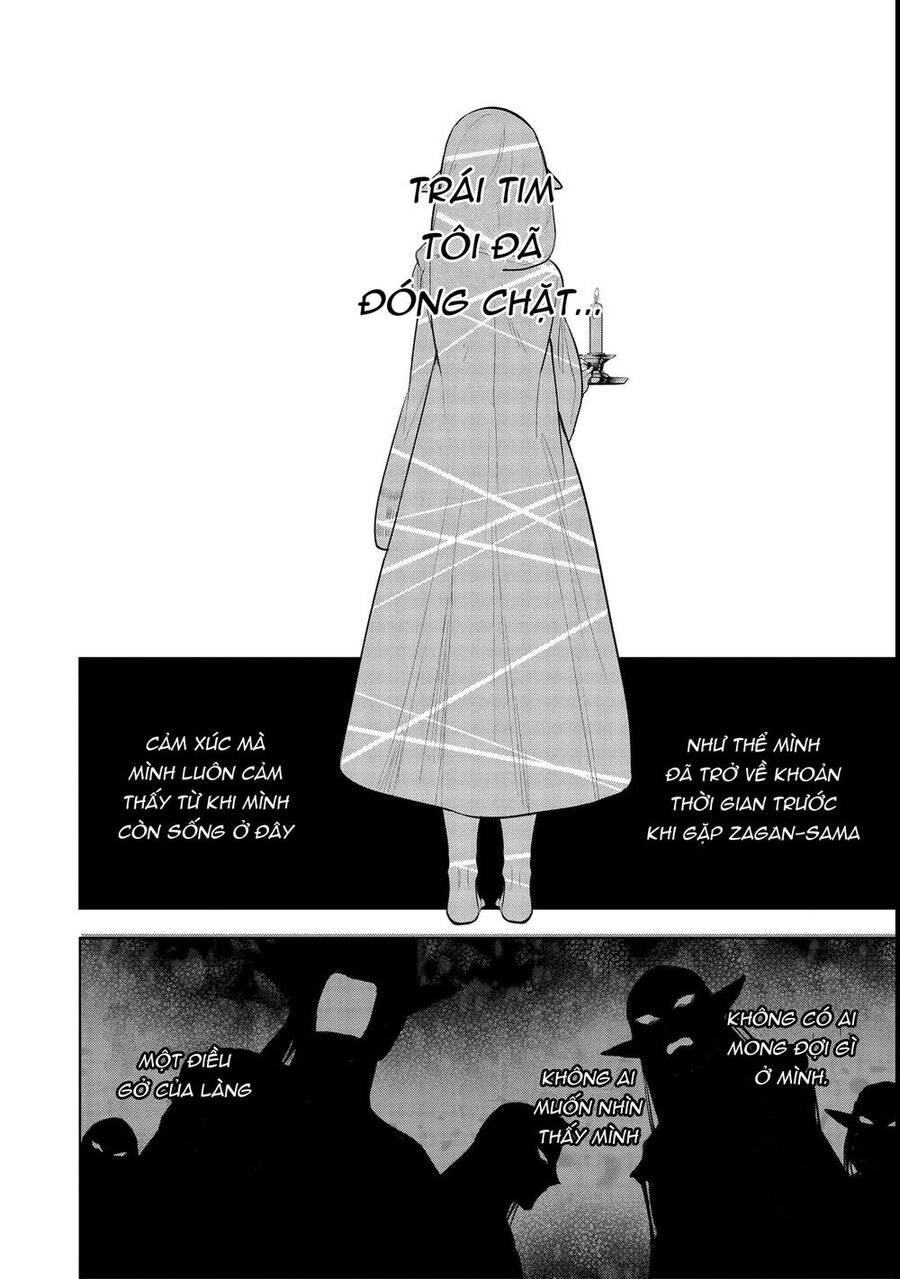 TRÁI TIM
TÔI ĐÃ
ĐÓNG CHẶT...
NHƯ THỂ MÌNH
ĐÃ TRỞ VỀ KHOẢN
THỜI GIAN TRƯỚC
KHI GẶP ZAGAN-SAMA
CẢM XÚC MÀ
MÌNH LUÔN CẢM
THẤY TỪ KHI MÌNH
CÒN SỐNG Ở ĐÂY
KHÔNG CÓ AI
MONG ĐỢI GÌ
Ở MÌNH.
KHÔNG AI
MUỐN NHÌN
THẤY MÌNH
MỘT ĐIỀU
GỞ CỦA LÀNG